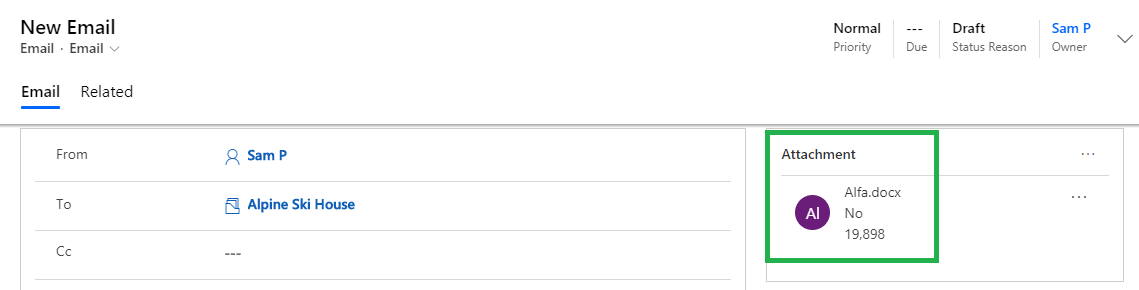 New Email
Email · Email
Normal
Priority
---
Due
Draft
Status Reason
Sam P
Owner
Email Related
From Sam P
To Alpine Ski House
Cc ---
Attachment ...
Al
Alfa.docx ...
No
19,898